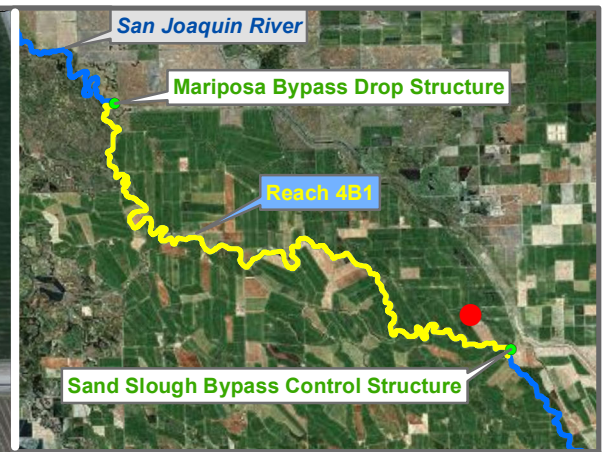 San Joaquin River
Mariposa Bypass Drop Structure
Reach 4B1
Sand Slough Bypass Control Structure